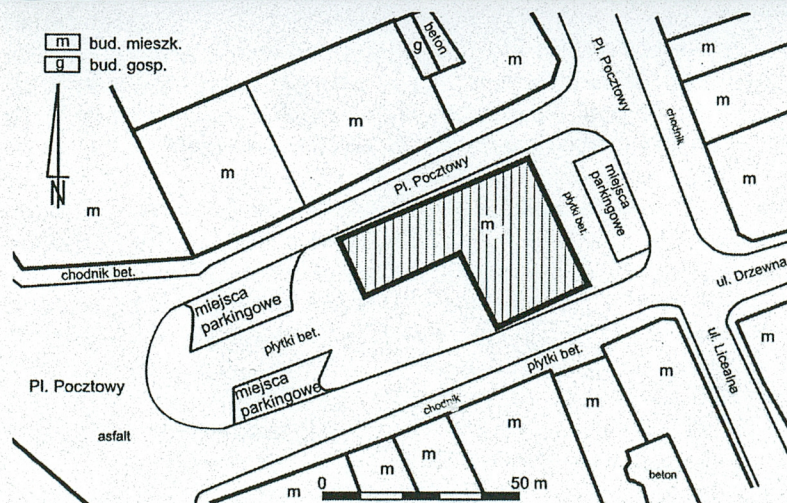 m bud. mieszk.
g bud. gosp.
N
g
beton
m
Pl. Pocztowy
m
chodnik
m
m
m
m
m
Pl. Pocztowy
miejsca
parkingowe
płytki bet.
m
chodnik bet.
ul. Drzewna
miejsca
parkingowe
płytki bet.
m
Pl. Pocztowy
miejsca
parkingowe
płytki bet.
ul. Licealna
m
chodnik
m
m
asfalt
m
m
m
beton
0 50 m